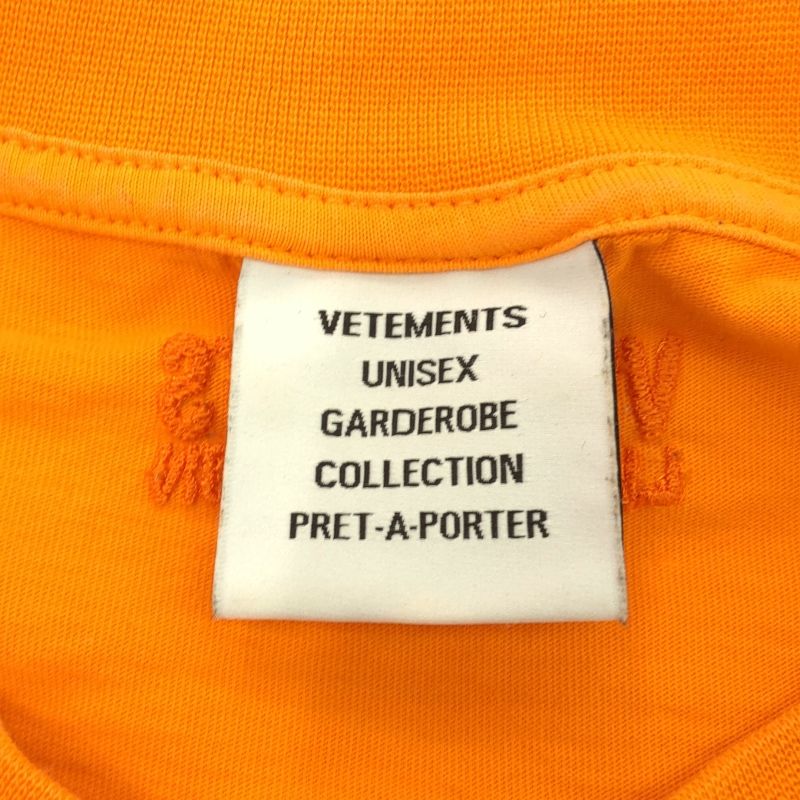 VETEMENTS
UNISEX
GARDEROBE
COLLECTION
PRET-A-PORTER